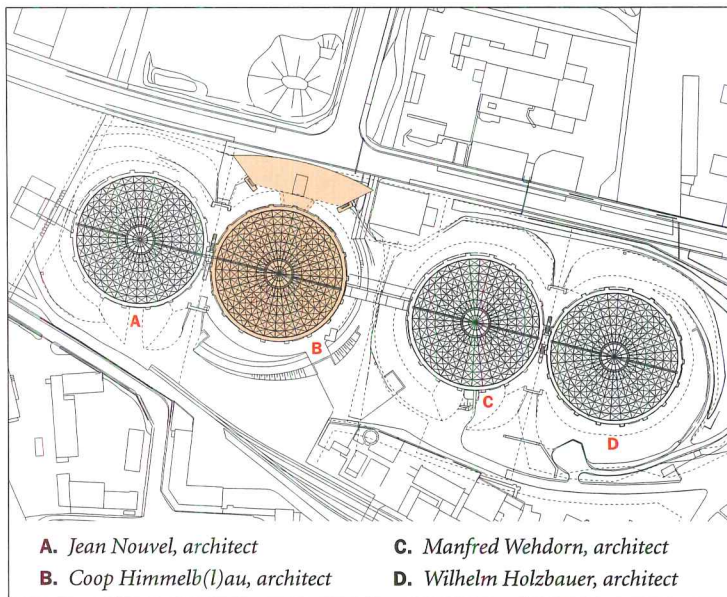 A
B
C
D
A. Jean Nouvel, architect
B. Coop Himmelb(l)au, architect
C. Manfred Wehdorn, architect
D. Wilhelm Holzbauer, architect